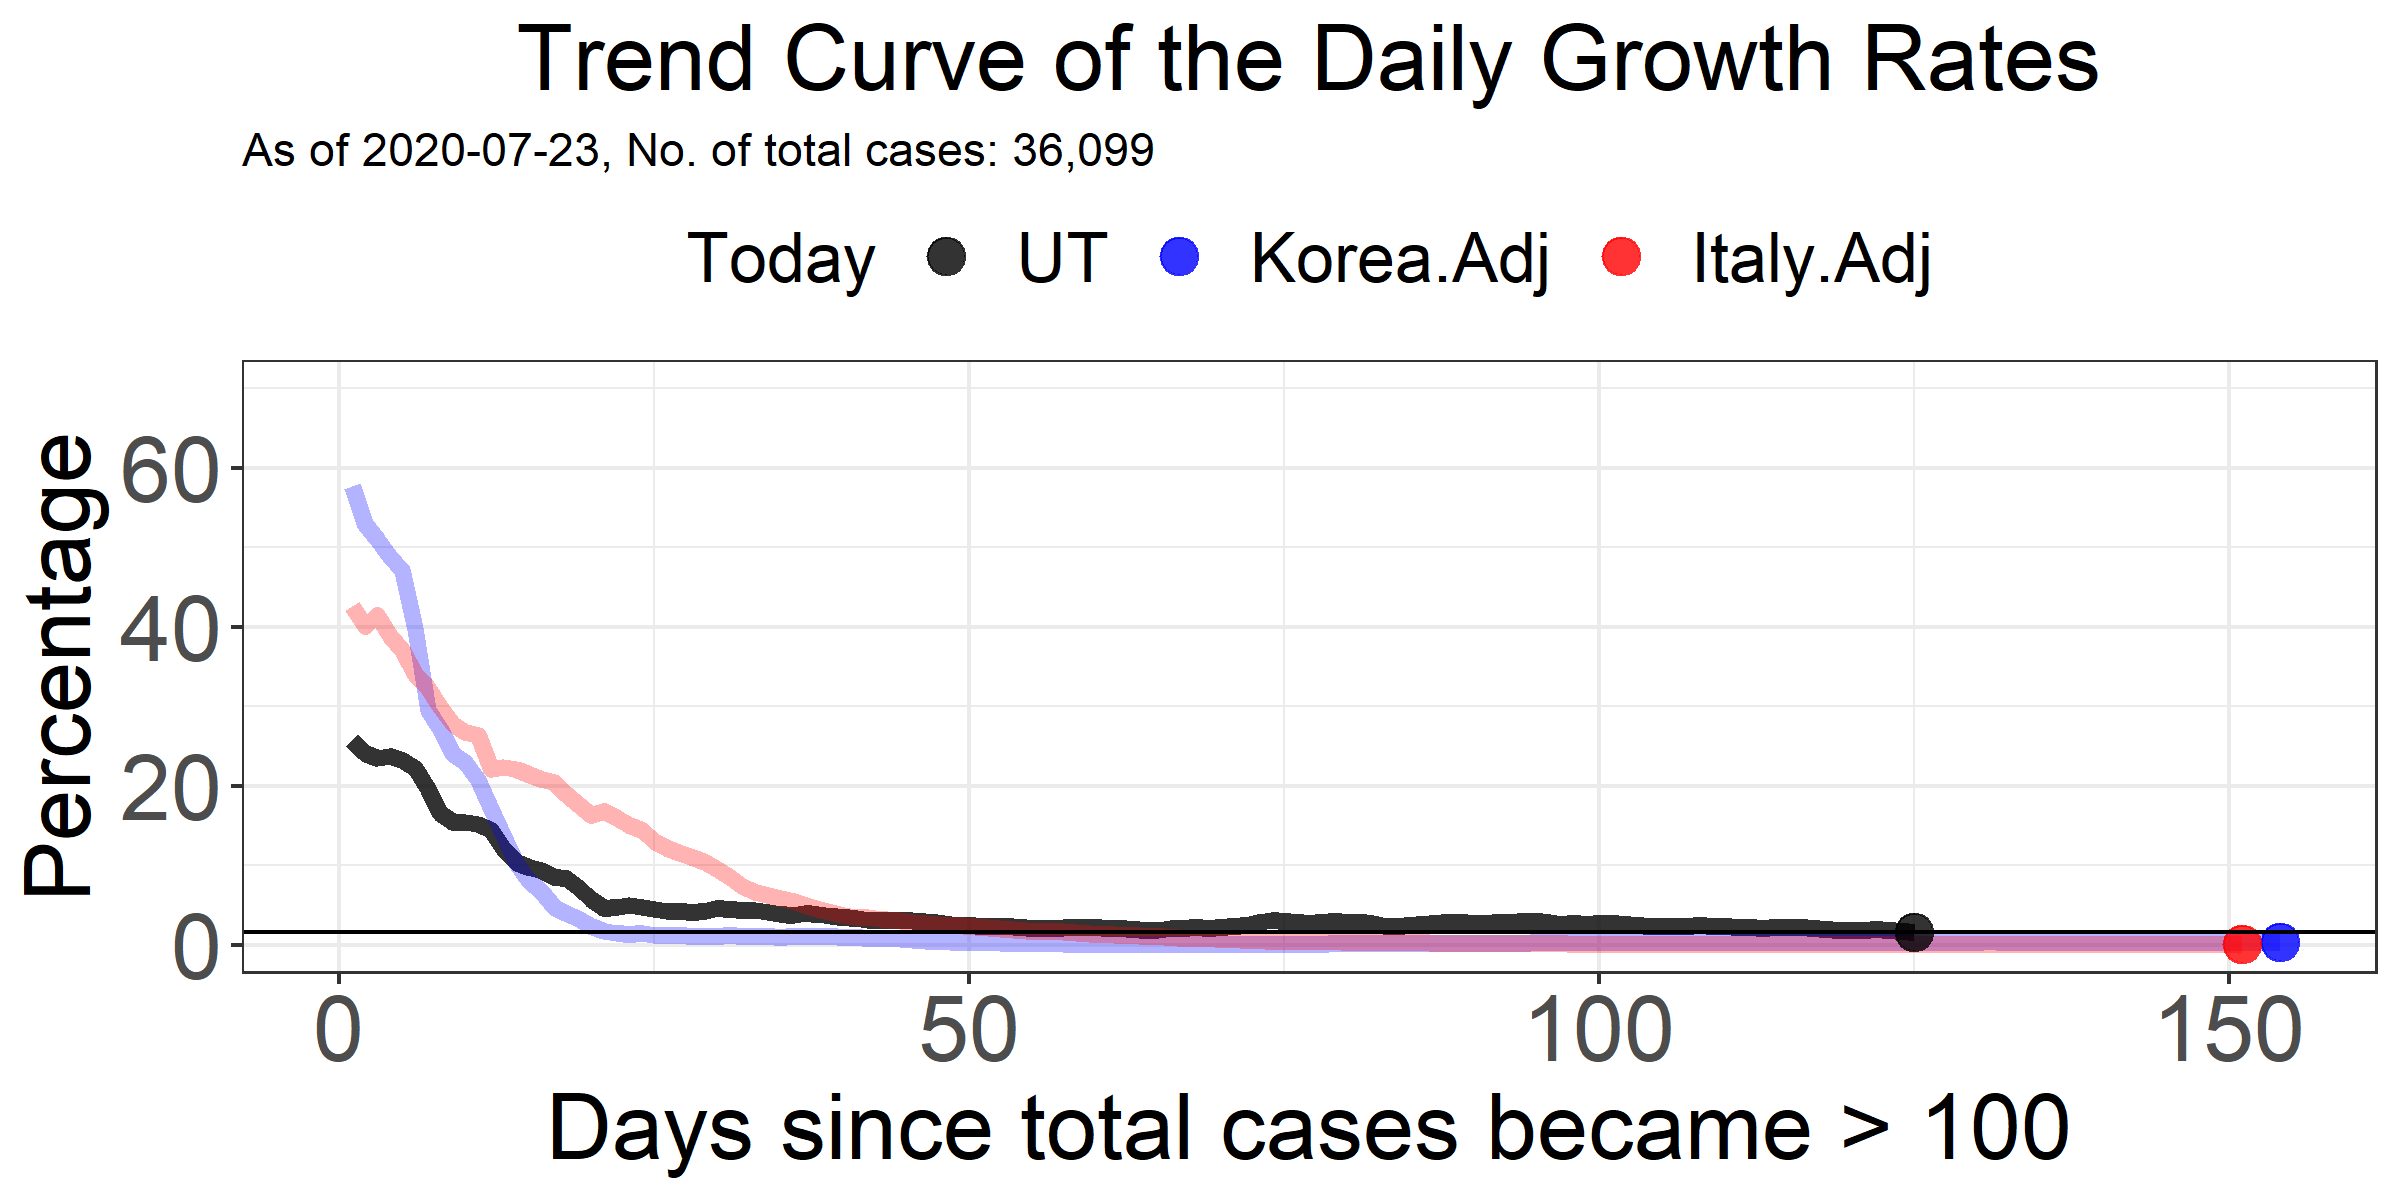 Trend Curve of the Daily Growth Rates
As of 2020-07-23, No. of total cases: 36,099
Today UT Korea.Adj Italy.Adj
Percentage
60
40
20
0
0 50 100 150
Days since total cases became > 100